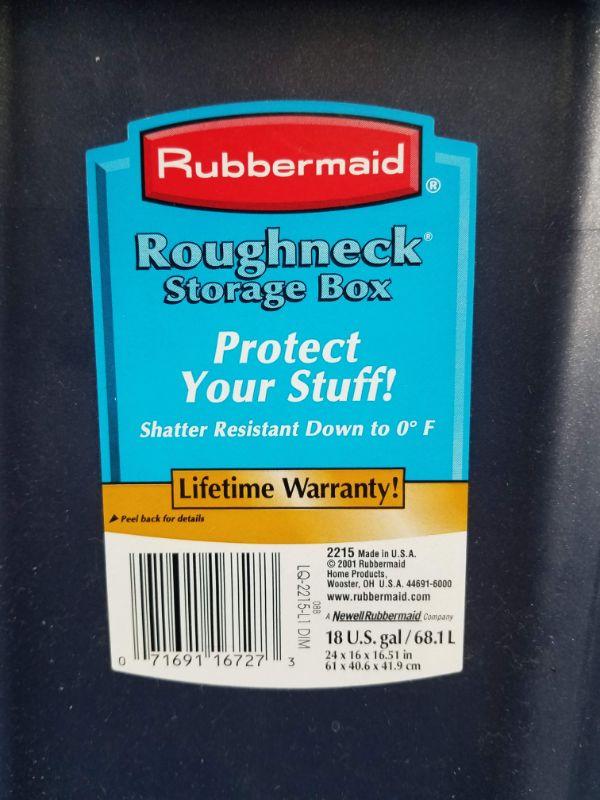 Rubbermaid ®
Roughneck®
Storage Box
Protect
Your Stuff!
Shatter Resistant Down to 0° F
Lifetime Warranty!
▶ Peel back for details
2215 Made in U.S.A.
© 2001 Rubbermaid
Home Products,
Wooster, OH U.S.A. 44691-6000
www.rubbermaid.com
A Newell Rubbermaid Company
18 U.S. gal / 68.1 L
24 x 16 x 16.51 in
61 x 40.6 x 41.9 cm
088
LQ-2215-L1 DIM
0 71691 16727 3